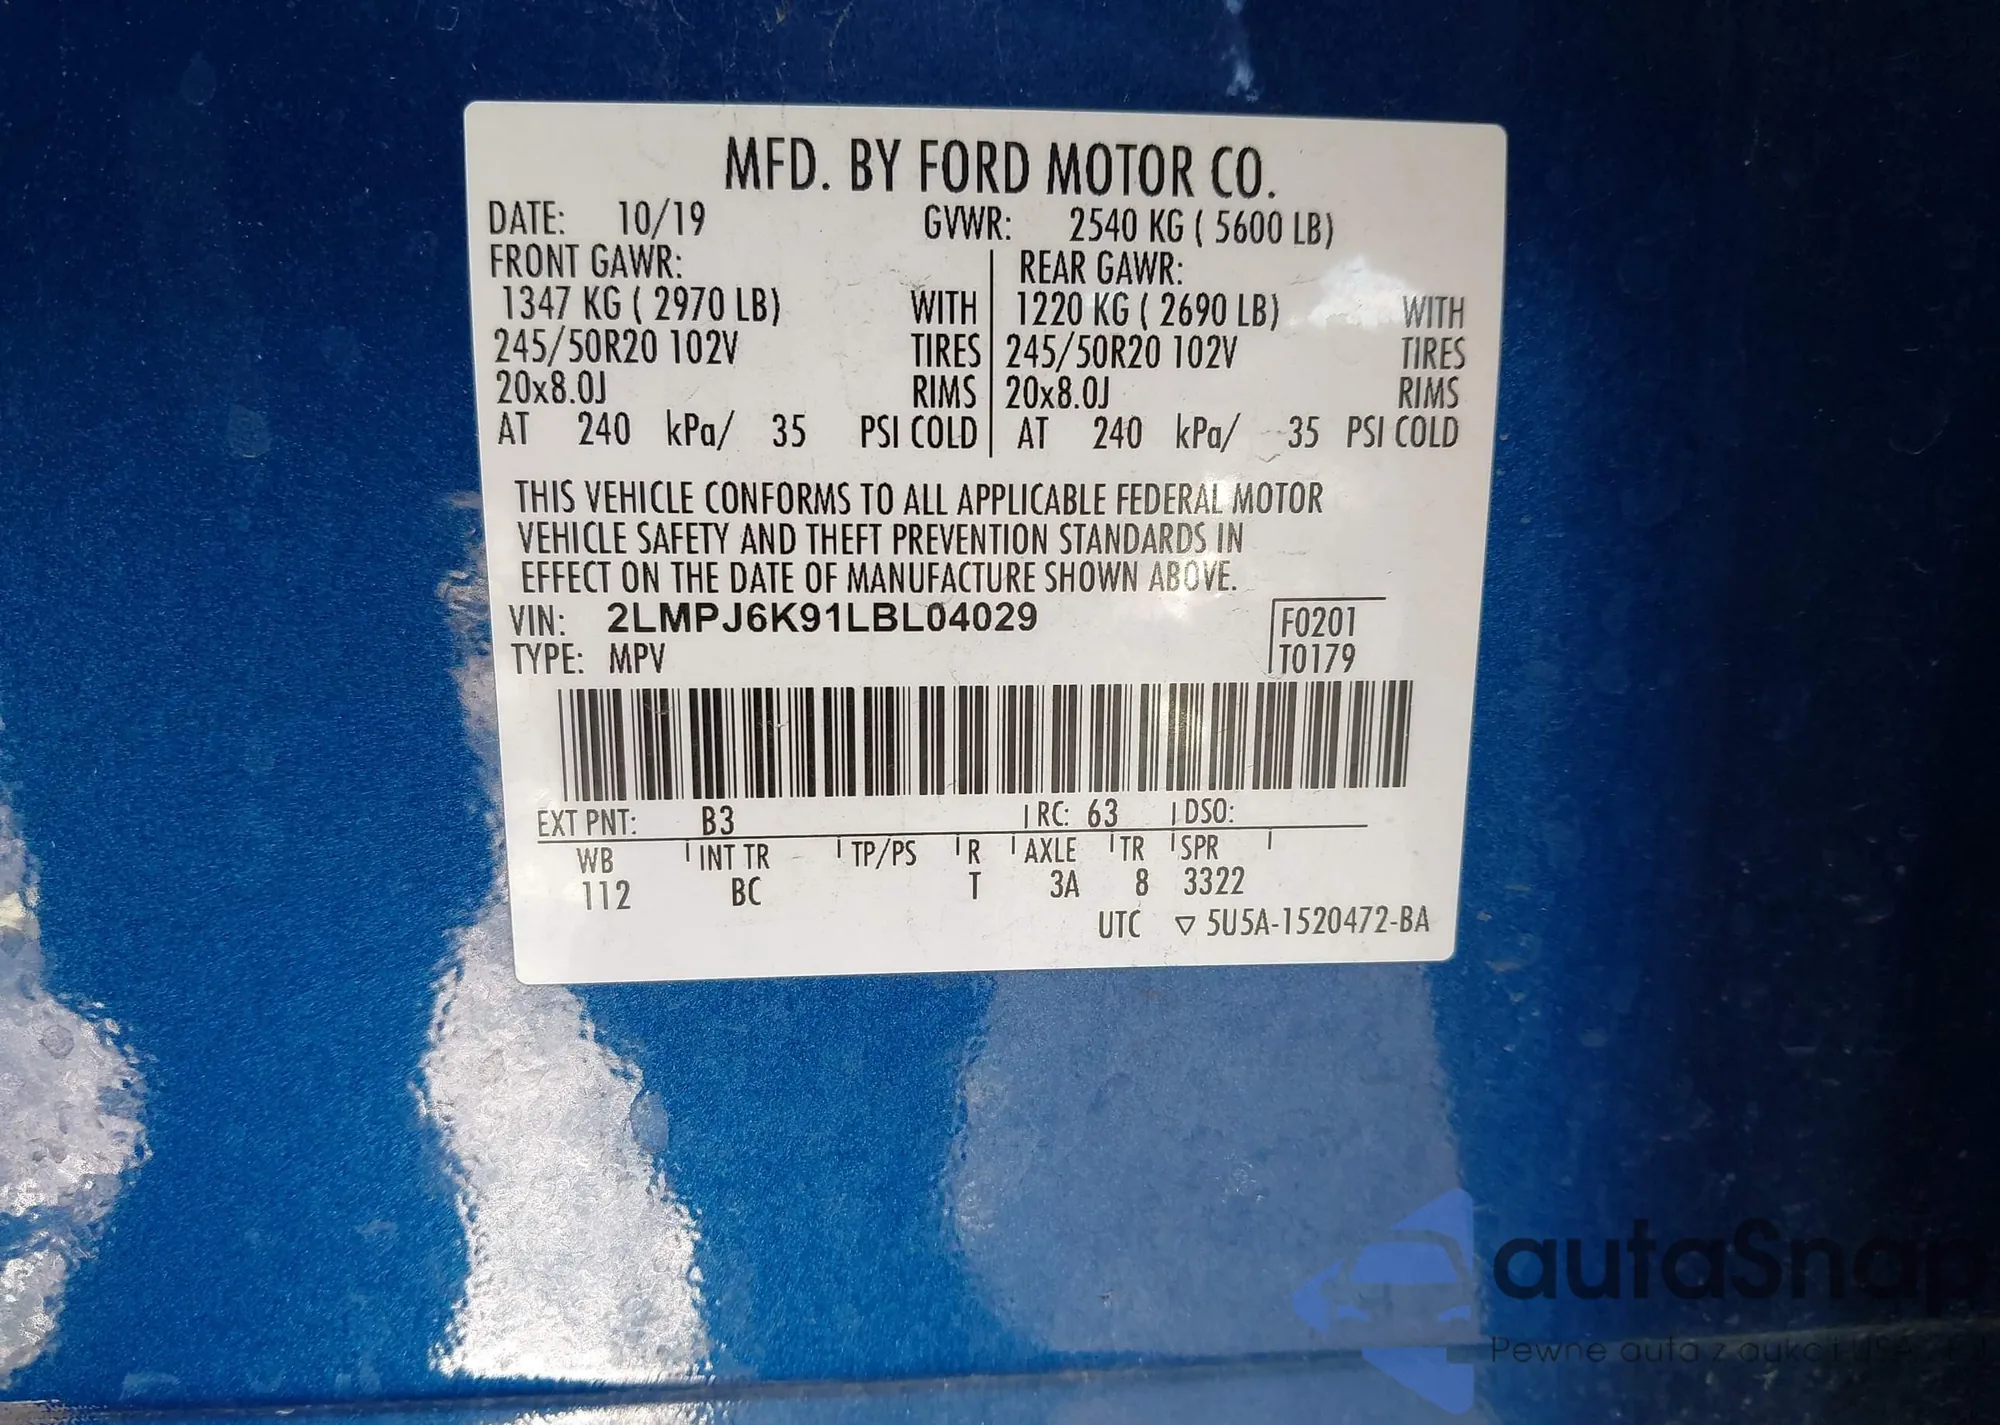 MFD. BY FORD MOTOR CO.
DATE: 10/19 GVWR: 2540 KG ( 5600 LB)
FRONT GAWR: REAR GAWR:
1347 KG ( 2970 LB) WITH 1220 KG ( 2690 LB) WITH
245/50R20 102V TIRES 245/50R20 102V TIRES
20x8.0J RIMS 20x8.0J RIMS
AT 240 kPa/ 35 PSI COLD AT 240 kPa/ 35 PSI COLD
THIS VEHICLE CONFORMS TO ALL APPLICABLE FEDERAL MOTOR
VEHICLE SAFETY AND THEFT PREVENTION STANDARDS IN
EFFECT ON THE DATE OF MANUFACTURE SHOWN ABOVE.
VIN: 2LMPJ6K91LBL04029 F0201
TYPE: MPV T0179
EXT PNT: B3 RC: 63 DSO:
WB INT TR TP/PS R AXLE TR SPR
112 BC T 3A 8 3322
UTC ▽ 5U5A-1520472-BA
autaSnap
Pewne auta z aukcji